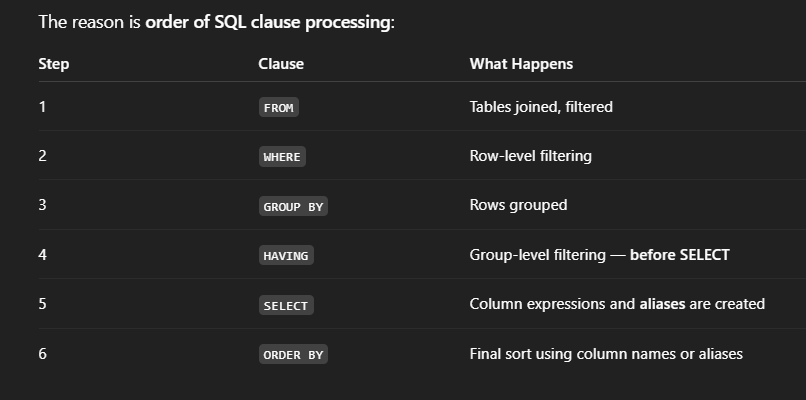 The reason is order of SQL clause processing:
Step Clause What Happens
1 FROM Tables joined, filtered
2 WHERE Row-level filtering
3 GROUP BY Rows grouped
4 HAVING Group-level filtering — before SELECT
5 SELECT Column expressions and aliases are created
6 ORDER BY Final sort using column names or aliases